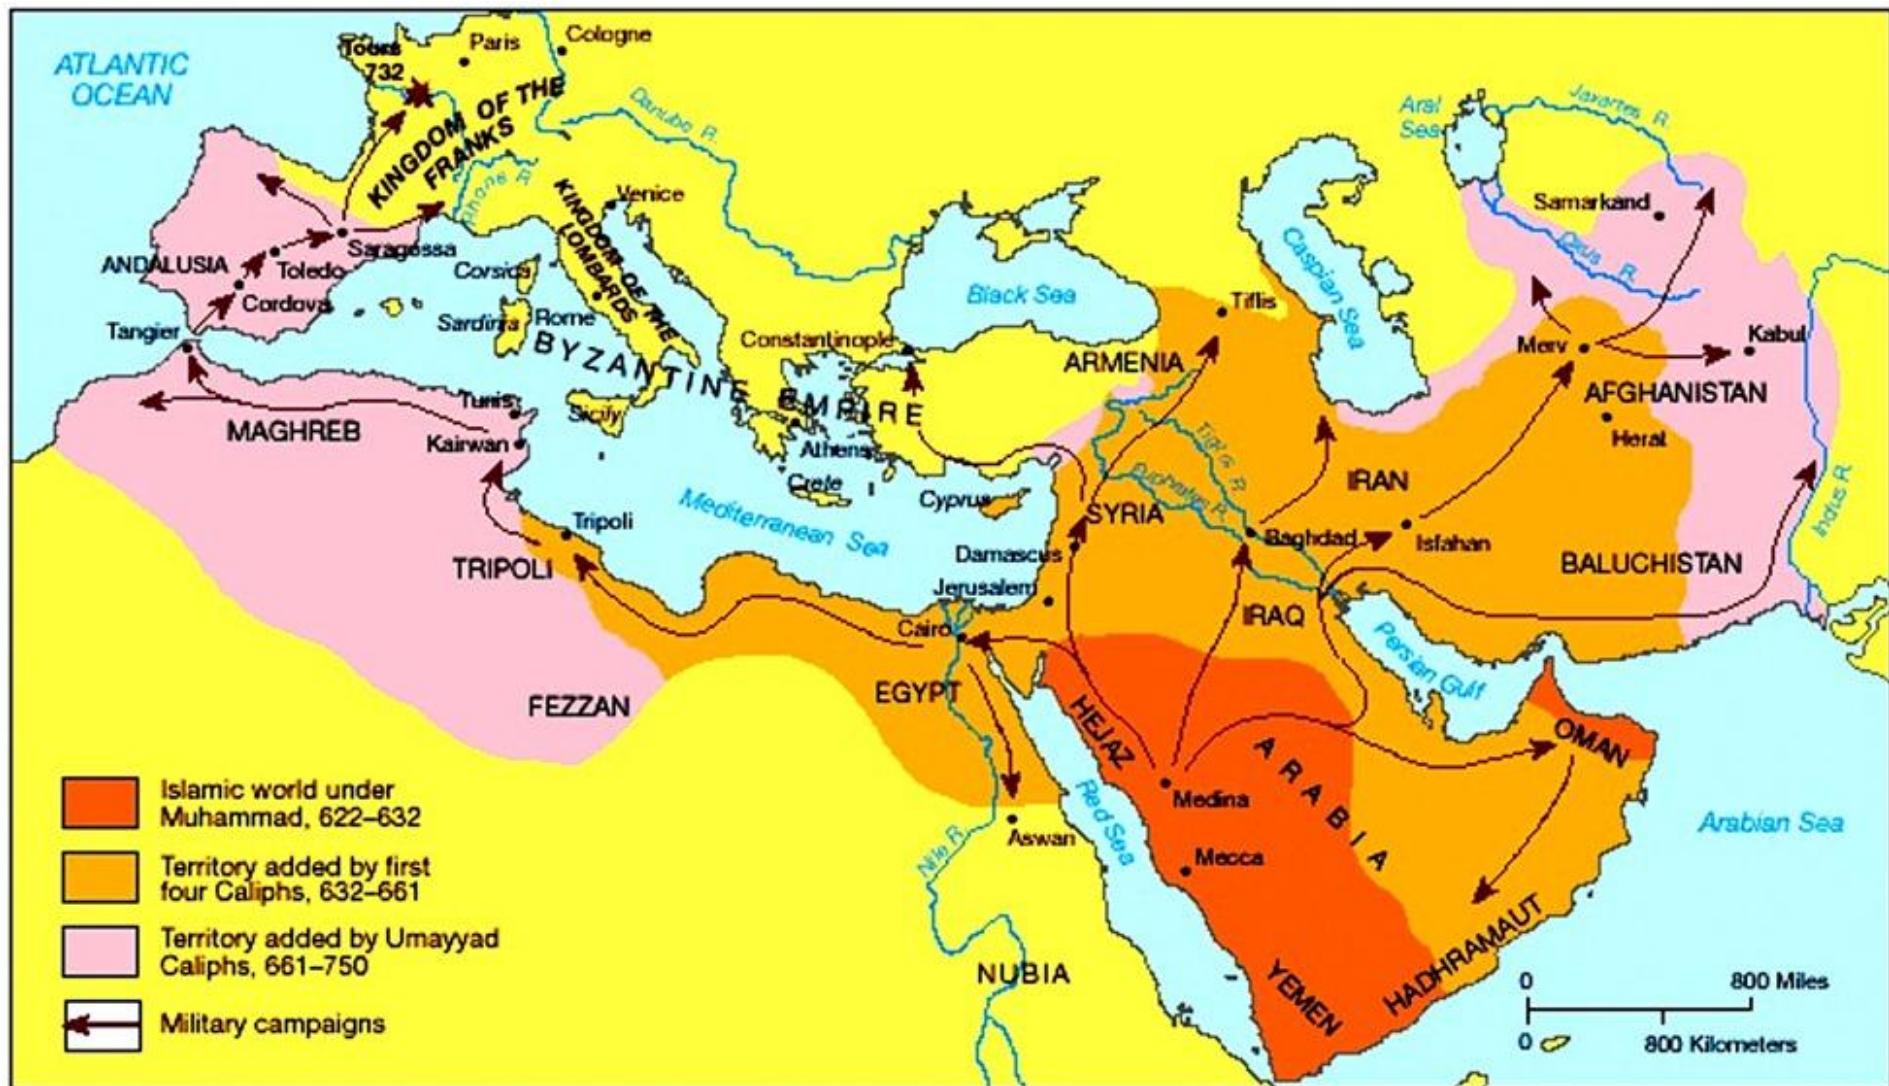 ATLANTIC
OCEAN
Tours
732
Paris
Cologne
KINGDOM OF THE
FRANKS
Danube R.
Rhone R.
Venice
KINGDOM OF THE
LOMBARDS
Aral
Sea
Jaxartes R.
Samarkand
Oxus R.
Caspian Sea
Black Sea
Tiflis
ANDALUSIA
Saragossa
Toledo
Cordova
Corsica
Sardinia
Rome
Tangier
Constantinople
BYZANTINE EMPIRE
ARMENIA
Merv
Kabul
AFGHANISTAN
Herat
MAGHREB
Tunis
Kairwan
Sicily
Athens
Crete
Cyprus
Mediterranean Sea
Tigris R.
Euphrates R.
SYRIA
IRAN
Indus R.
Tripoli
TRIPOLI
Damascus
Jerusalem
Baghdad
Isfahan
BALUCHISTAN
IRAQ
Cairo
Persian Gulf
FEZZAN
EGYPT
HEJAZ
ARABIA
OMAN
Medina
Mecca
Red Sea
Aswan
Nile R.
Arabian Sea
NUBIA
YEMEN
HADHRAMAUT
Islamic world under
Muhammad, 622–632
Territory added by first
four Caliphs, 632–661
Territory added by Umayyad
Caliphs, 661–750
Military campaigns
0 800 Miles
0 800 Kilometers